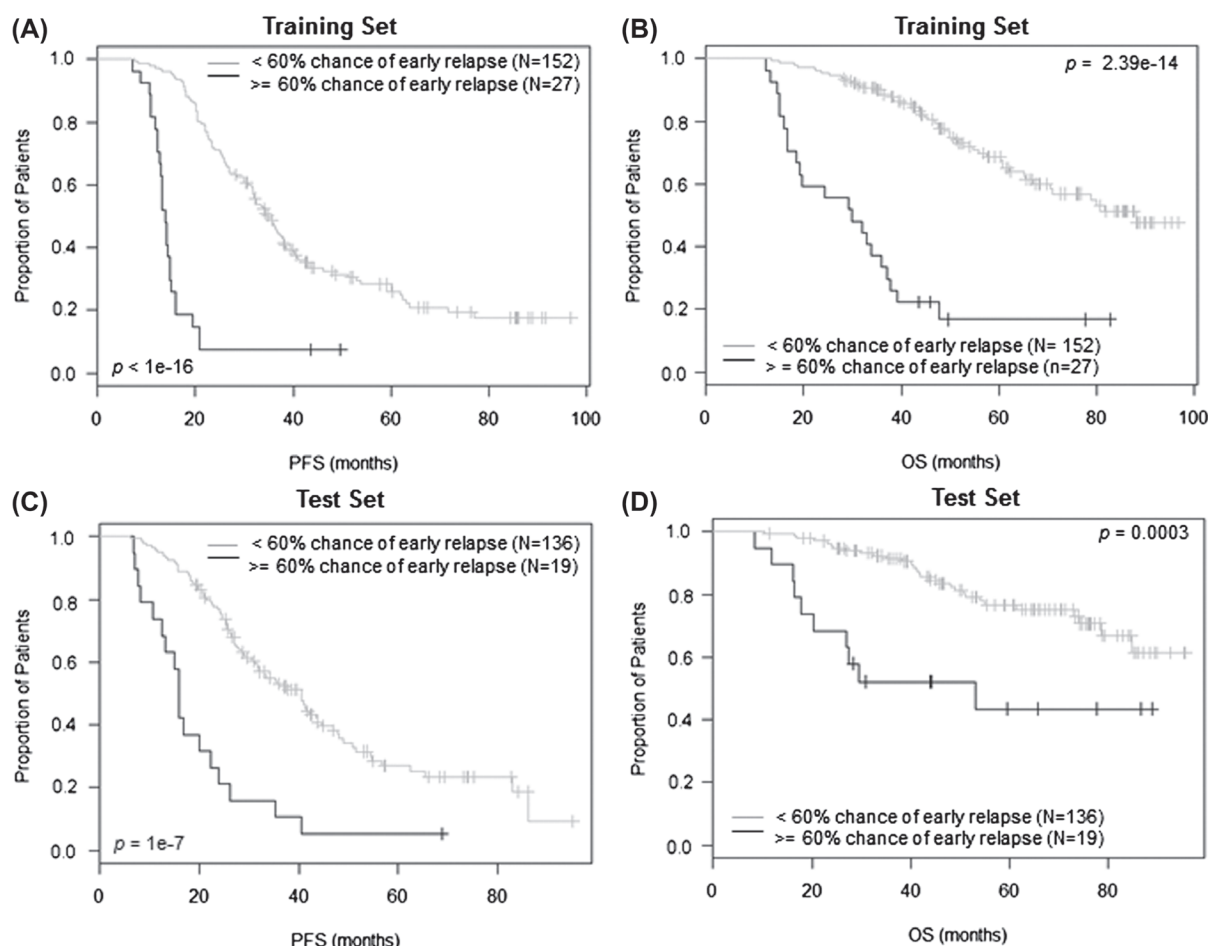 (A)
Training Set
1.0
0.8
0.6
0.4
0.2
0.0
Proportion of Patients
< 60% chance of early relapse (N=152)
>= 60% chance of early relapse (N=27)
p < 1e-16
0 20 40 60 80 100
PFS (months)
(B)
Training Set
1.0
0.8
0.6
0.4
0.2
0.0
Proportion of Patients
p = 2.39e-14
< 60% chance of early relapse (N= 152)
> = 60% chance of early relapse (n=27)
0 20 40 60 80 100
OS (months)
(C)
Test Set
1.0
0.8
0.6
0.4
0.2
0.0
Proportion of Patients
< 60% chance of early relapse (N=136)
>= 60% chance of early relapse (N=19)
p = 1e-7
0 20 40 60 80
PFS (months)
(D)
Test Set
1.0
0.8
0.6
0.4
0.2
0.0
Proportion of Patients
p = 0.0003
< 60% chance of early relapse (N=136)
>= 60% chance of early relapse (N=19)
0 20 40 60 80
OS (months)